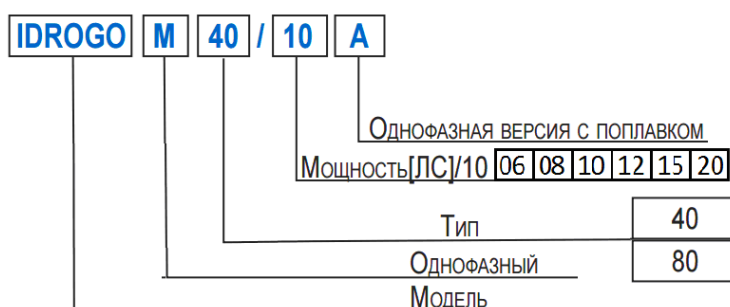 IDROGO M 40 / 10 A
Однофазная версия с поплавком
Мощность[ЛС]/10 06 08 10 12 15 20
Тип 40
Однофазный 80
Модель